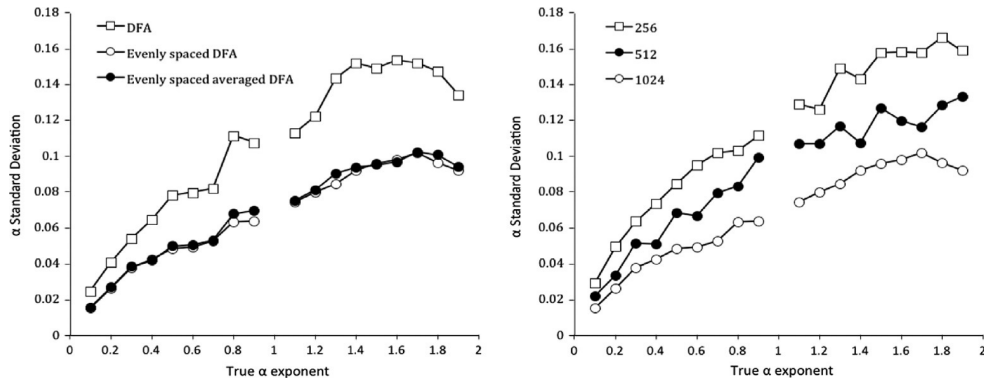 0.18
0.16
0.14
0.12
0.1
0.08
0.06
0.04
0.02
0
α Standard Deviation
DFA
Evenly spaced DFA
Evenly spaced averaged DFA
0 0.2 0.4 0.6 0.8 1 1.2 1.4 1.6 1.8 2
True α exponent
0.18
0.16
0.14
0.12
0.1
0.08
0.06
0.04
0.02
0
α Standard Deviation
256
512
1024
0 0.2 0.4 0.6 0.8 1 1.2 1.4 1.6 1.8 2
True α exponent